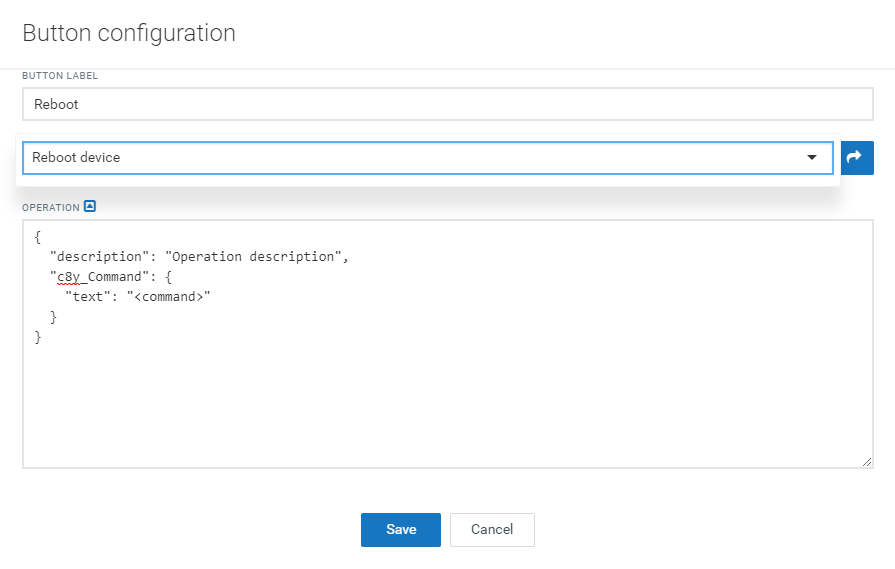 Button configuration
BUTTON LABEL
Reboot
Reboot device
OPERATION
{
  "description": "Operation description",
  "c8y_Command": {
    "text": "<command>"
  }
}
Save
Cancel